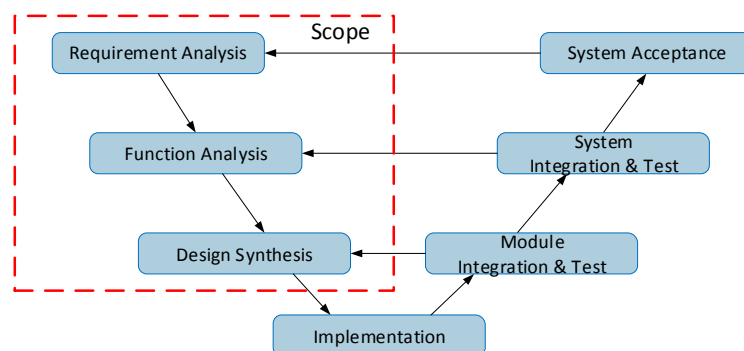 Scope
Requirement Analysis
System Acceptance
Function Analysis
System
Integration & Test
Design Synthesis
Module
Integration & Test
Implementation